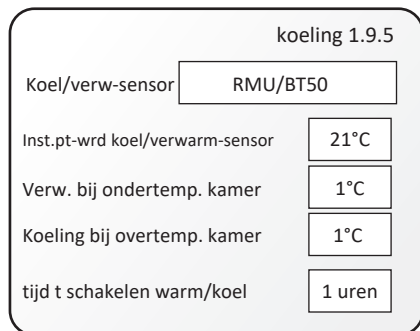 koeling 1.9.5
Koel/verw-sensor RMU/BT50
Inst.pt-wrd koel/verwarm-sensor 21°C
Verw. bij ondertemp. kamer 1°C
Koeling bij overtemp. kamer 1°C
tijd t schakelen warm/koel 1 uren